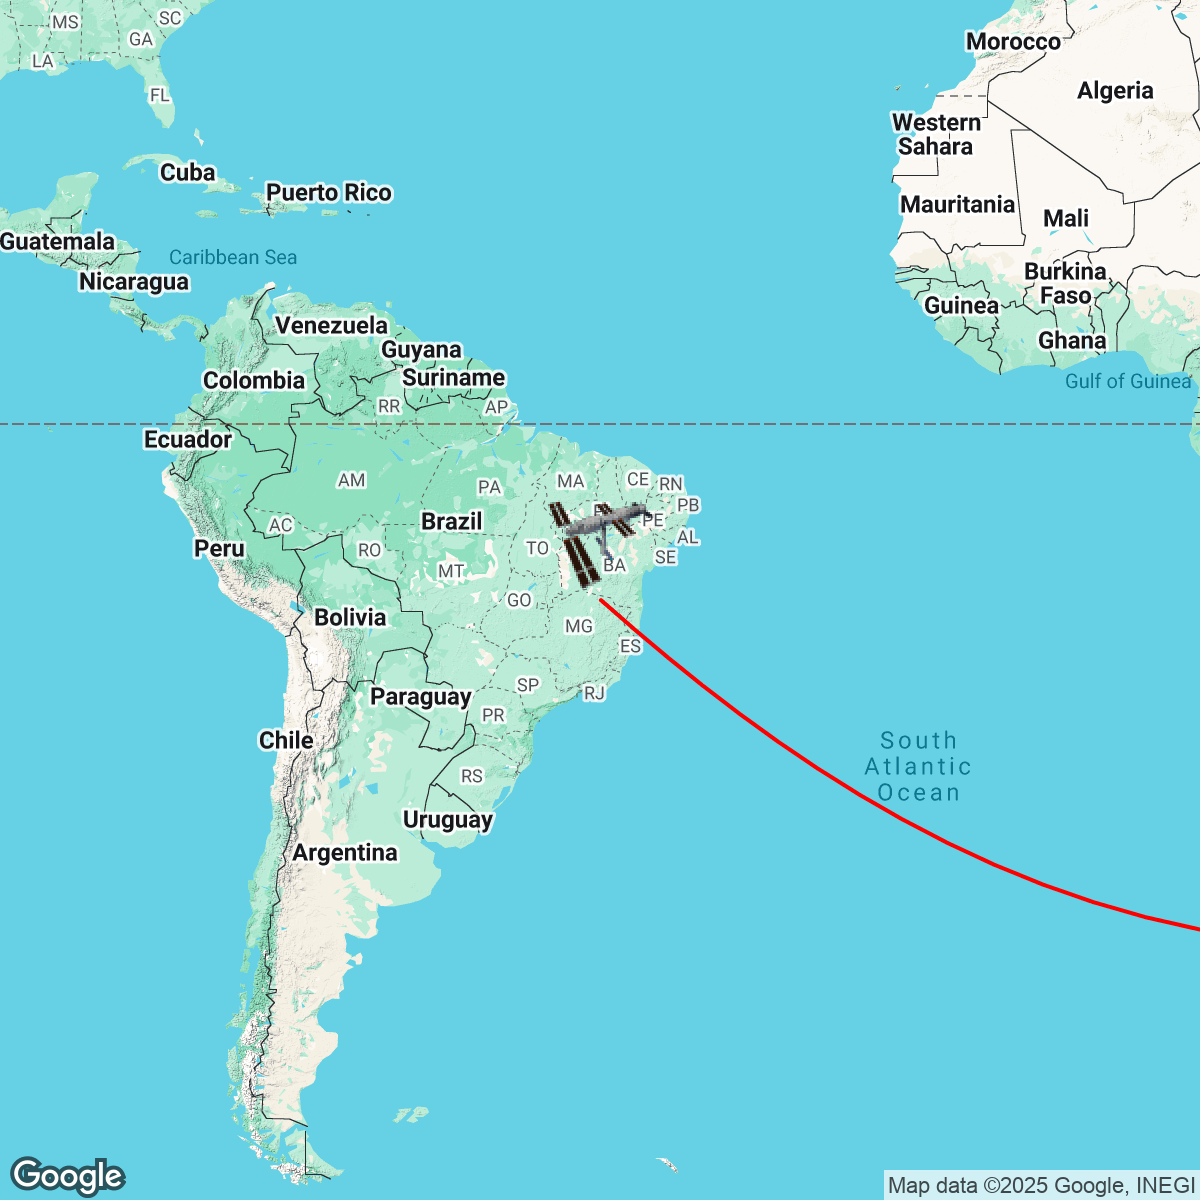 MS
SC
GA
LA
FL
Morocco
Algeria
Western
Sahara
Cuba
Puerto Rico
Mauritania
Mali
Guatemala
Caribbean Sea
Nicaragua
Burkina
Faso
Guinea
Venezuela
Ghana
Guyana
Colombia
Suriname
Gulf of Guinea
RR
AP
Ecuador
AM
PA
MA
CE
RN
PB
PE
Brazil
AC
AL
Peru
RO
TO
SE
MT
BA
GO
Bolivia
MG
ES
SP
RJ
Paraguay
PR
Chile
South
Atlantic
Ocean
RS
Uruguay
Argentina
Google
Map data ©2025 Google, INEGI